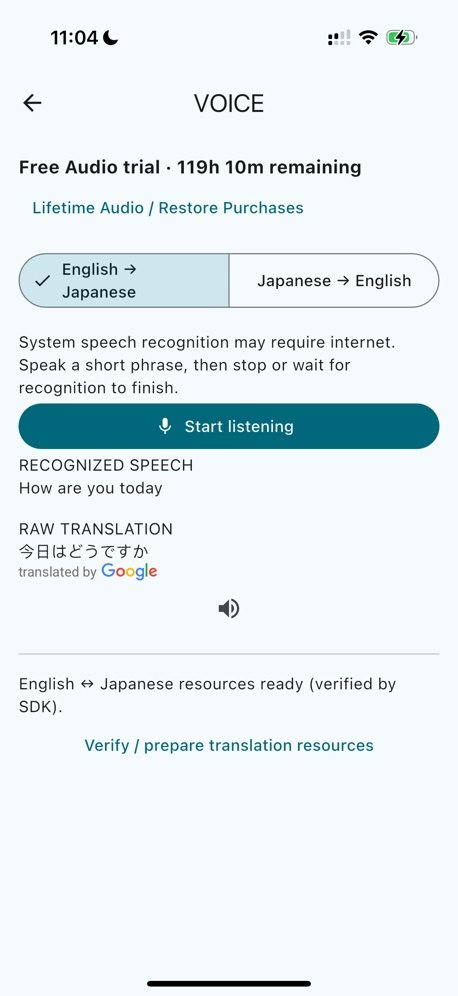 11:04
VOICE
Free Audio trial · 119h 10m remaining
Lifetime Audio / Restore Purchases
English →
Japanese
Japanese → English
System speech recognition may require internet.
Speak a short phrase, then stop or wait for
recognition to finish.
Start listening
RECOGNIZED SPEECH
How are you today
RAW TRANSLATION
今日はどうですか
translated by Google
English ↔ Japanese resources ready (verified by
SDK).
Verify / prepare translation resources